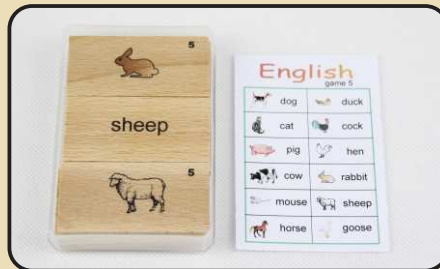 5
sheep
5
English
game 5
dog duck
cat cock
pig hen
cow rabbit
mouse sheep
horse goose